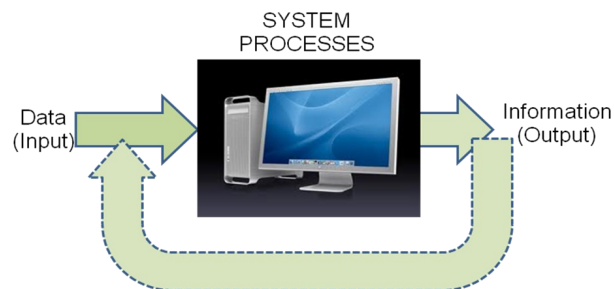 SYSTEM
PROCESSES
Data
(Input)
Information
(Output)